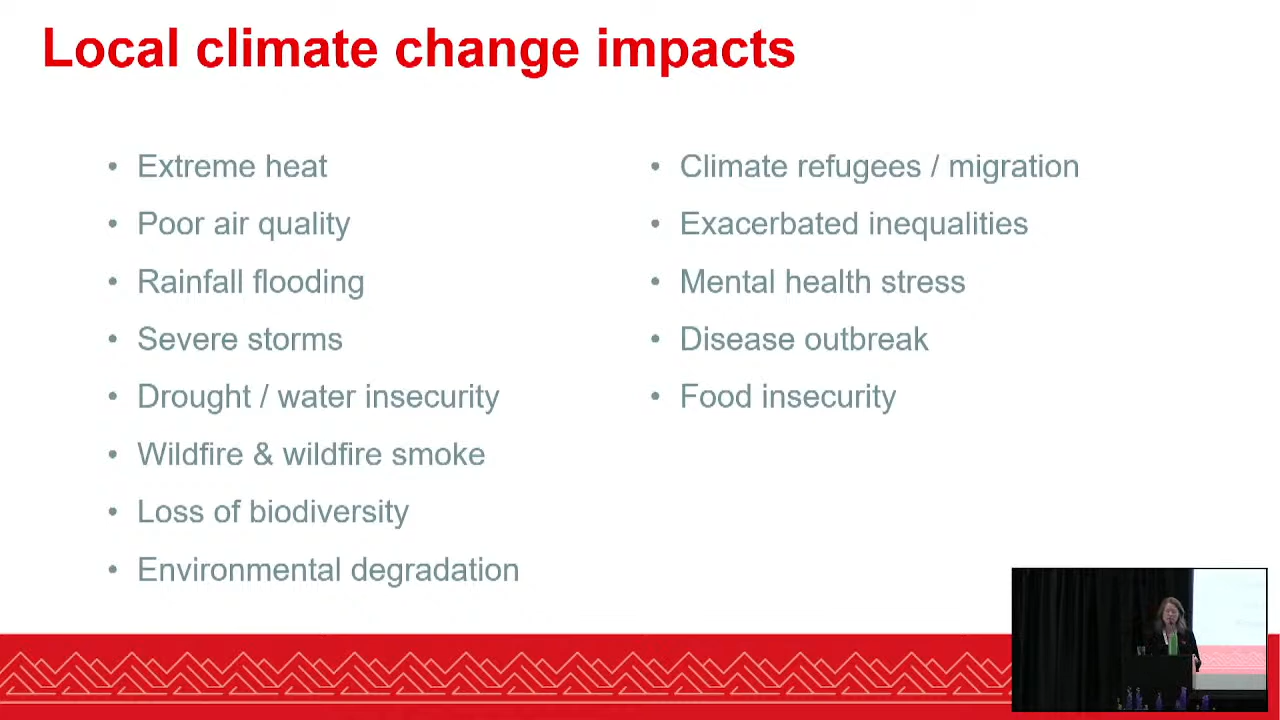 Local climate change impacts
• Extreme heat
• Poor air quality
• Rainfall flooding
• Severe storms
• Drought / water insecurity
• Wildfire & wildfire smoke
• Loss of biodiversity
• Environmental degradation
• Climate refugees / migration
• Exacerbated inequalities
• Mental health stress
• Disease outbreak
• Food insecurity